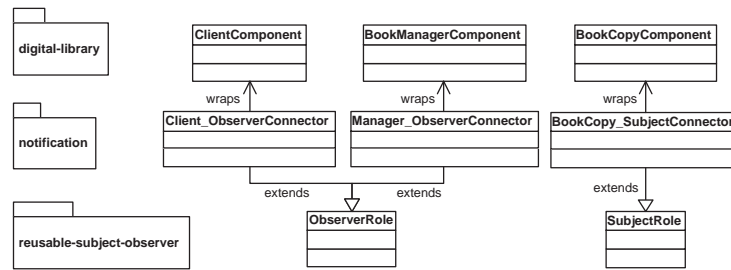 digital-library
ClientComponent
BookManagerComponent
BookCopyComponent
wraps
wraps
wraps
notification
Client_ObserverConnector
Manager_ObserverConnector
BookCopy_SubjectConnector
extends
extends
extends
reusable-subject-observer
ObserverRole
SubjectRole